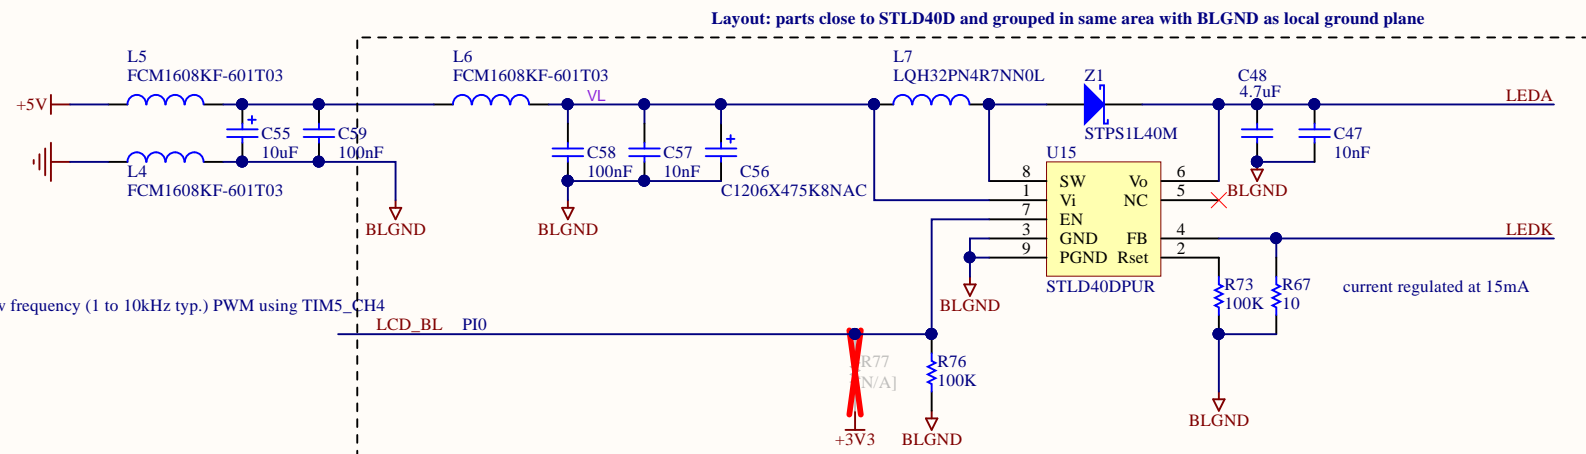 Layout: parts close to STLD40D and grouped in same area with BLGND as local ground plane
L5
FCM1608KF-601T03
L6
FCM1608KF-601T03
L7
LQH32PN4R7NN0L
Z1
STPS1L40M
C48
4.7uF
+5V
VL
LEDA
C55
10uF
C59
100nF
C58
100nF
C57
10nF
C56
C1206X475K8NAC
C47
10nF
L4
FCM1608KF-601T03
BLGND
BLGND
BLGND
U15
8 SW Vo 6
1 Vi NC 5
7 EN
3 GND FB 4
9 PGND Rset 2
STLD40DPUR
LEDK
BLGND
R73
100K
R67
10
current regulated at 15mA
frequency (1 to 10kHz typ.) PWM using TIM5_CH4
LCD_BL PI0
R77
N/A]
R76
100K
+3V3
BLGND
BLGND